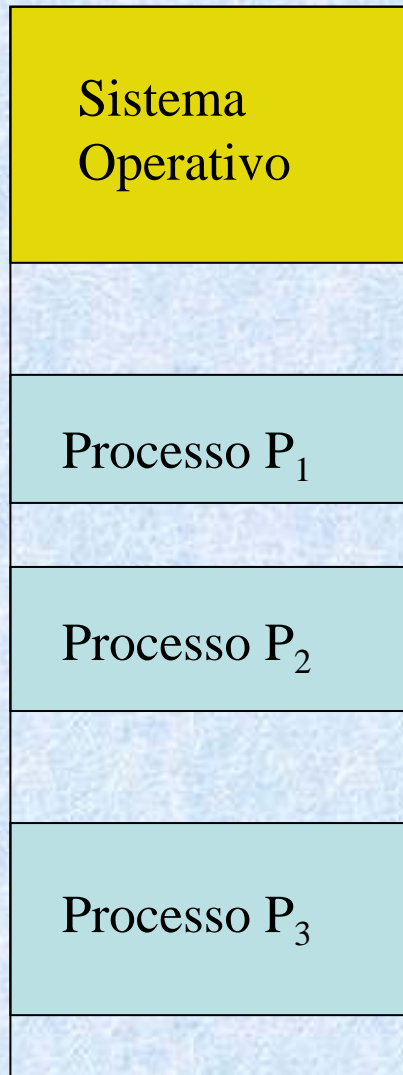 Sistema
Operativo
Processo P₁
Processo P₂
Processo P₃